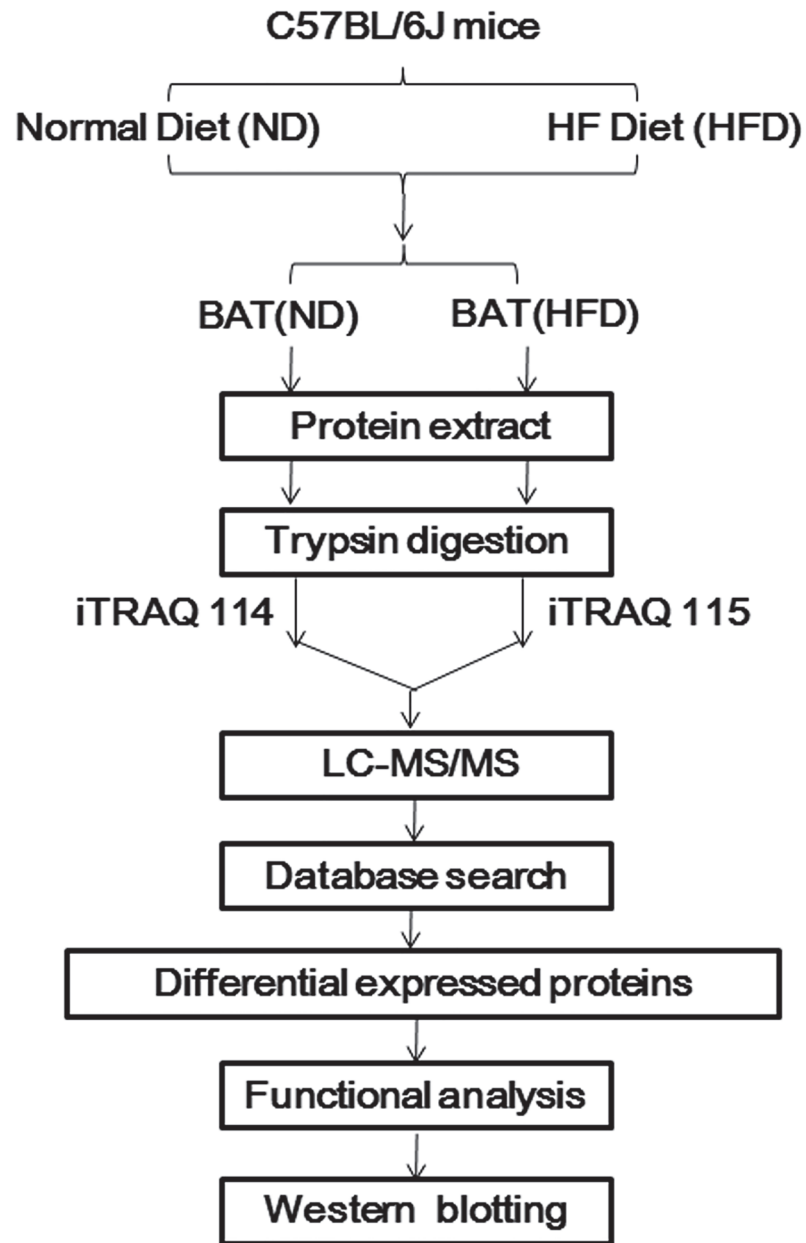 C57BL/6J mice
Normal Diet (ND) HF Diet (HFD)
BAT(ND) BAT(HFD)
Protein extract
Trypsin digestion
iTRAQ 114 iTRAQ 115
LC-MS/MS
Database search
Differential expressed proteins
Functional analysis
Western blotting